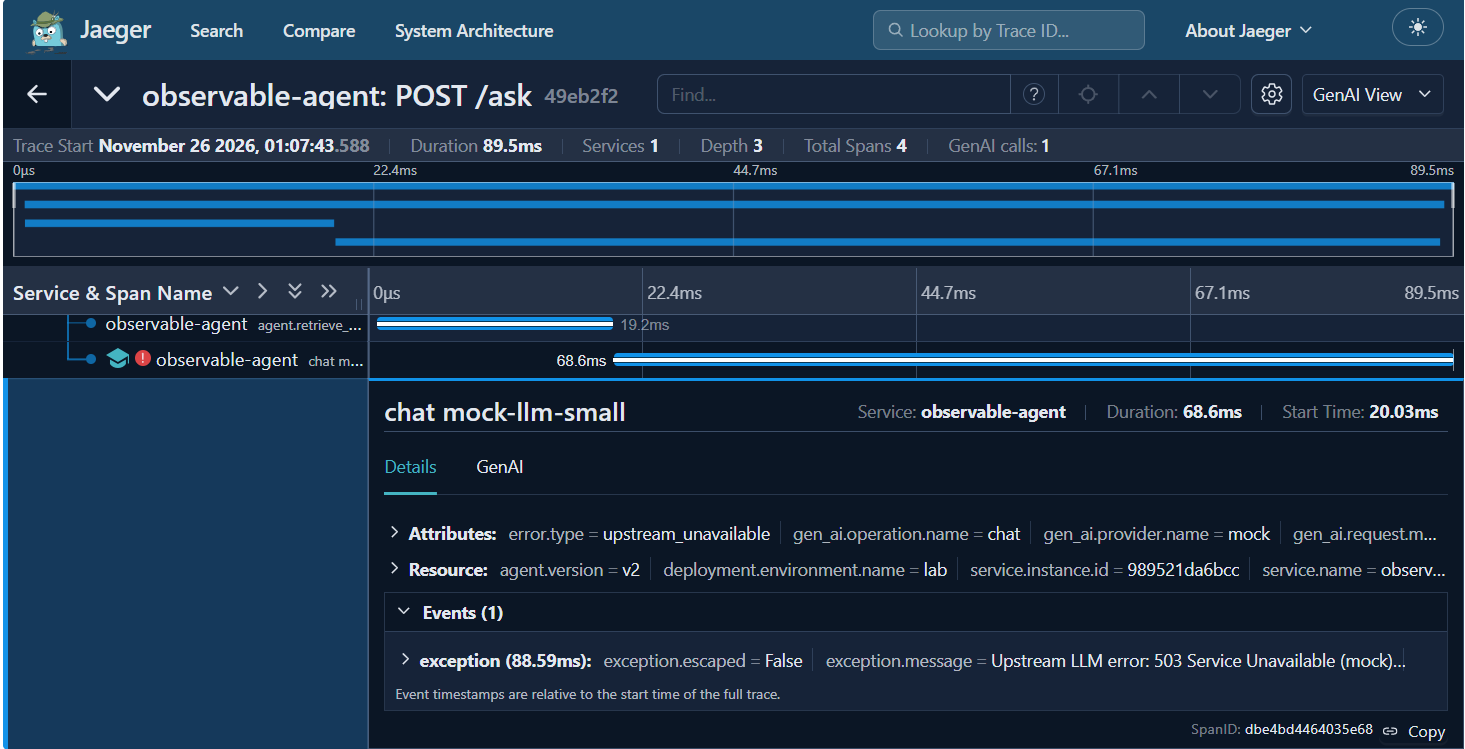 Jaeger Search Compare System Architecture Lookup by Trace ID... About Jaeger
observable-agent: POST /ask 49eb2f2 Find... ? GenAI View
Trace Start November 26 2026, 01:07:43.588 Duration 89.5ms Services 1 Depth 3 Total Spans 4 GenAI calls: 1
0μs 22.4ms 44.7ms 67.1ms 89.5ms
Service & Span Name 0μs 22.4ms 44.7ms 67.1ms 89.5ms
observable-agent agent.retrieve_... 19.2ms
! observable-agent chat m... 68.6ms
chat mock-llm-small Service: observable-agent Duration: 68.6ms Start Time: 20.03ms
Details GenAI
Attributes: error.type = upstream_unavailable gen_ai.operation.name = chat gen_ai.provider.name = mock gen_ai.request.m...
Resource: agent.version = v2 deployment.environment.name = lab service.instance.id = 989521da6bcc service.name = observ...
Events (1)
exception (88.59ms): exception.escaped = False exception.message = Upstream LLM error: 503 Service Unavailable (mock)...
Event timestamps are relative to the start time of the full trace.
SpanID: dbe4bd4464035e68 Copy